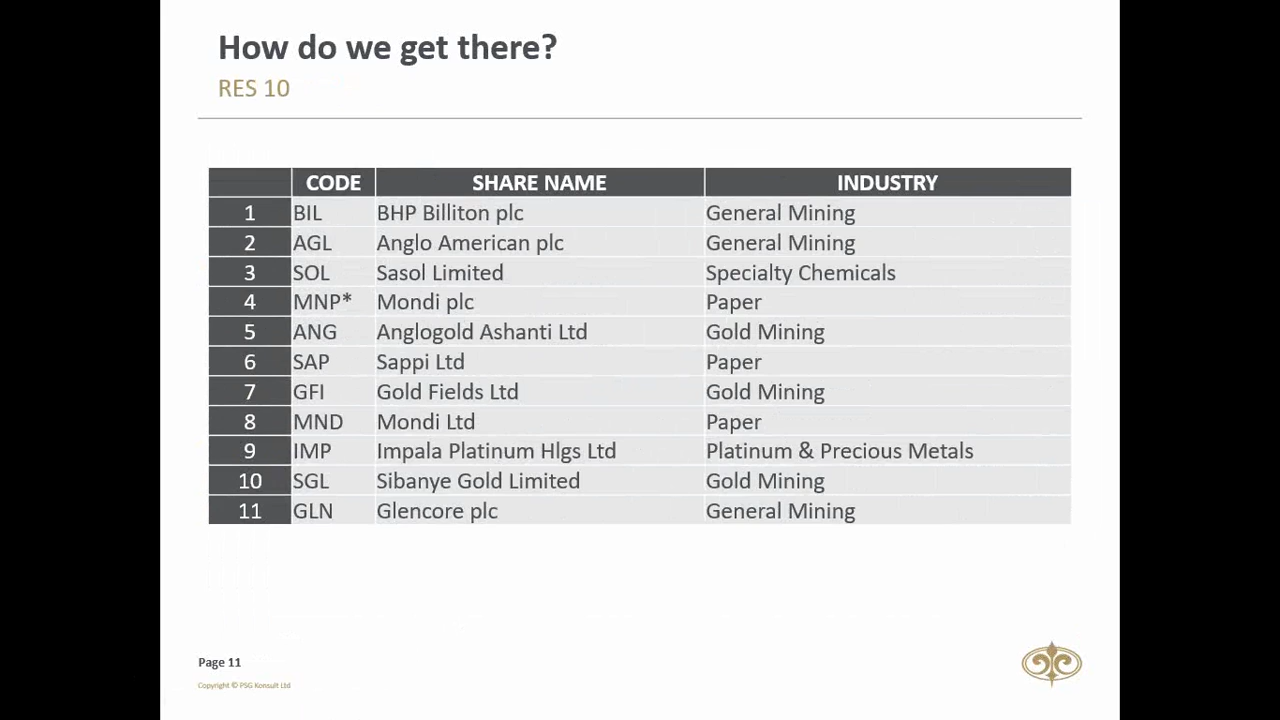 How do we get there?
RES 10
CODE SHARE NAME INDUSTRY
1 BIL BHP Billiton plc General Mining
2 AGL Anglo American plc General Mining
3 SOL Sasol Limited Specialty Chemicals
4 MNP* Mondi plc Paper
5 ANG Anglogold Ashanti Ltd Gold Mining
6 SAP Sappi Ltd Paper
7 GFI Gold Fields Ltd Gold Mining
8 MND Mondi Ltd Paper
9 IMP Impala Platinum Hlgs Ltd Platinum & Precious Metals
10 SGL Sibanye Gold Limited Gold Mining
11 GLN Glencore plc General Mining
Page 11
Copyright © PSG Konsult Ltd